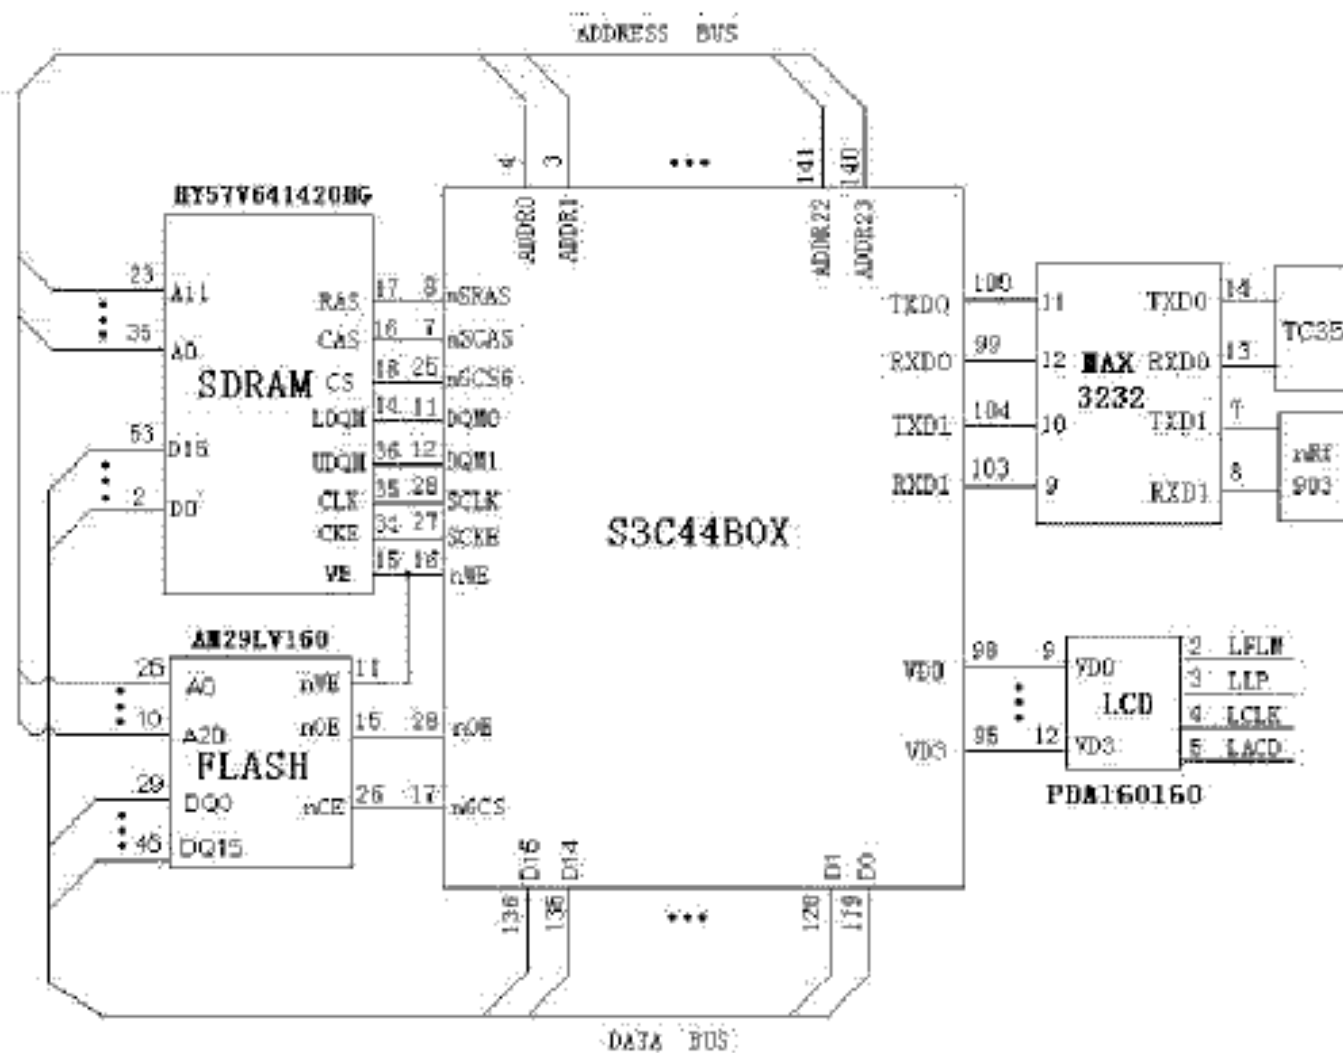 ADDRESS BUS
4
3
141
140
HY57V641420HG
ADDR0
ADDR1
ADDR22
ADDR23
23
A11
35
A0
SDRAM
53
D15
2
D0
RAS 17 8 nSRAS
CAS 16 7 nSCAS
CS 18 25 nGCS6
LDQM 14 11 DQM0
UDQM 36 12 DQM1
CLK 35 28 SCLK
CKE 34 27 SCKE
WE 15 16 nWE
S3C44B0X
TXD0 100 11 TXD0 14
RXD0 99 12 RXD0 13
TXD1 104 10 TXD1 7
RXD1 103 9 RXD1 8
MAX
3232
TC35
nRf
903
AM29LV160
25 A0 nWE 11
10 A20 nOE 15 28 nOE
FLASH
29 DQ0 nCE 26 17 nGCS
45 DQ15
VD0 98 9 VD0
VD3 95 12 VD3
LCD
2 LFLM
3 LLP
4 LCLK
5 LACD
PDA160160
D15
D14
D1
D0
136
135
120
119
DATA BUS